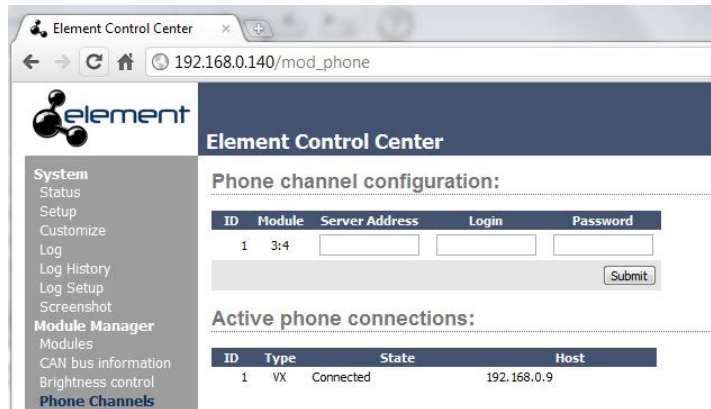 Element Control Center
192.168.0.140/mod_phone
element
Element Control Center
System
Status
Setup
Customize
Log
Log History
Log Setup
Screenshot
Module Manager
Modules
CAN bus information
Brightness control
Phone Channels
Phone channel configuration:
ID Module Server Address Login Password
1 3:4
Submit
Active phone connections:
ID Type State Host
1 VX Connected 192.168.0.9